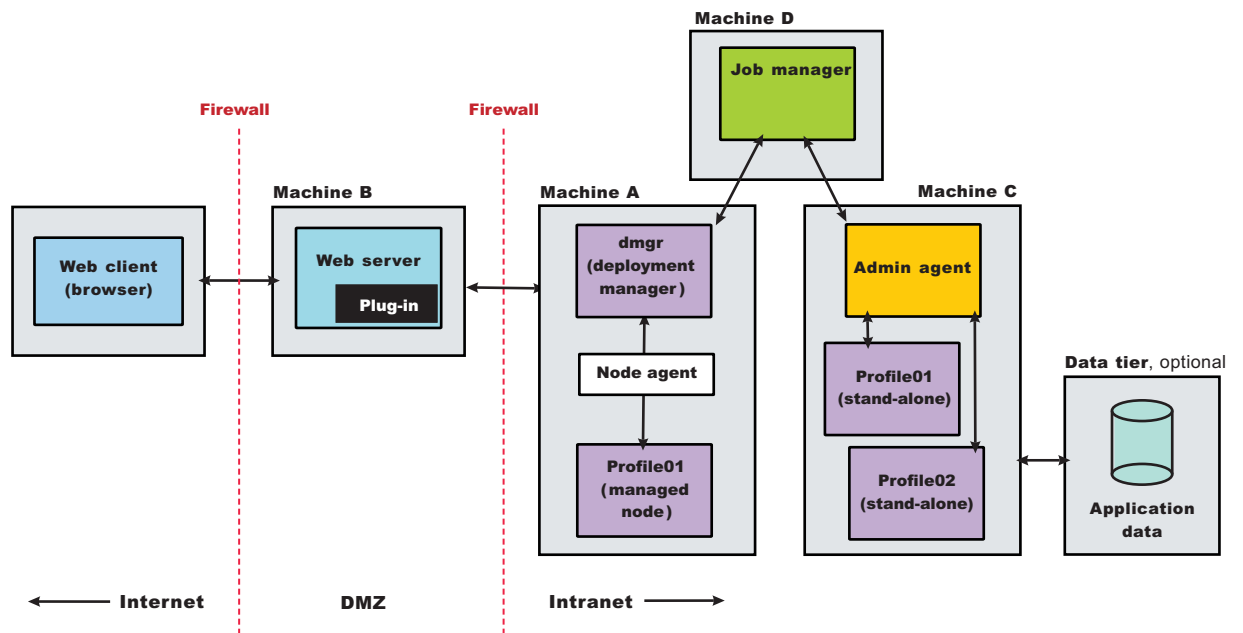 Machine D
Job manager
Firewall
Firewall
Machine B
Machine A
Machine C
Web client
(browser)
Web server
Plug-in
dmgr
(deployment
manager)
Node agent
Profile01
(managed
node)
Admin agent
Profile01
(stand-alone)
Profile02
(stand-alone)
Data tier, optional
Application
data
Internet
DMZ
Intranet